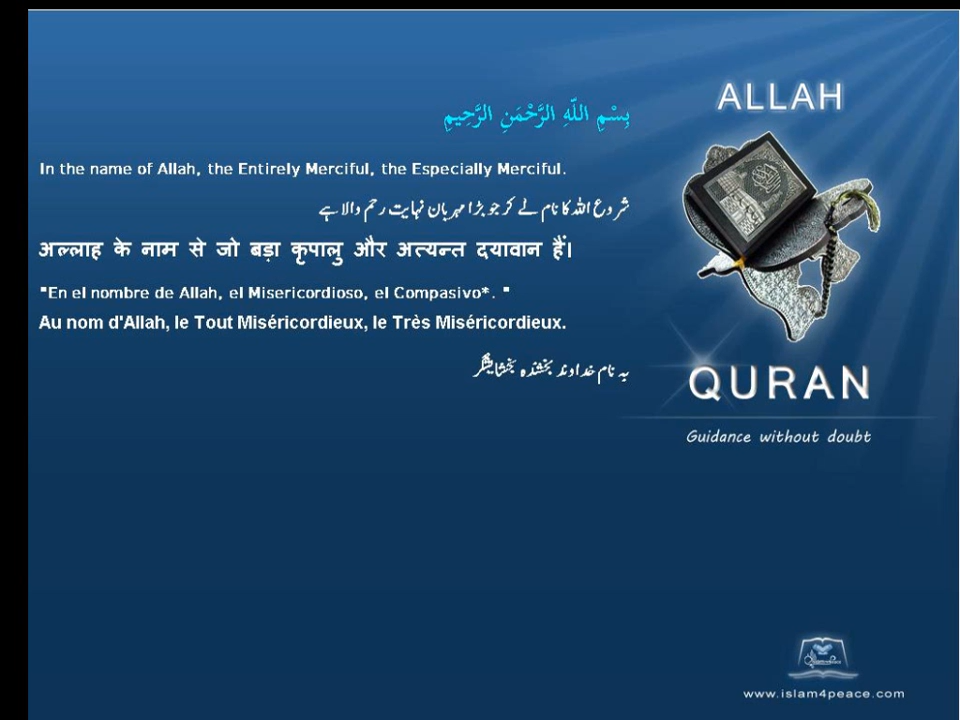 بِسْمِ اللّهِ الرَّحْمَنِ الرَّحِيمِ
In the name of Allah, the Entirely Merciful, the Especially Merciful.
شروع اللہ کا نام لے کر جو بڑا مہربان نہایت رحم والا ہے
अल्लाह के नाम से जो बड़ा कृपालु और अत्यन्त दयावान हैं।
"En el nombre de Allah, el Misericordioso, el Compasivo*. "
Au nom d'Allah, le Tout Miséricordieux, le Très Miséricordieux.
به نام خداوند بخشنده بخشایشگر
ALLAH
QURAN
Guidance without doubt
www.islam4peace.com